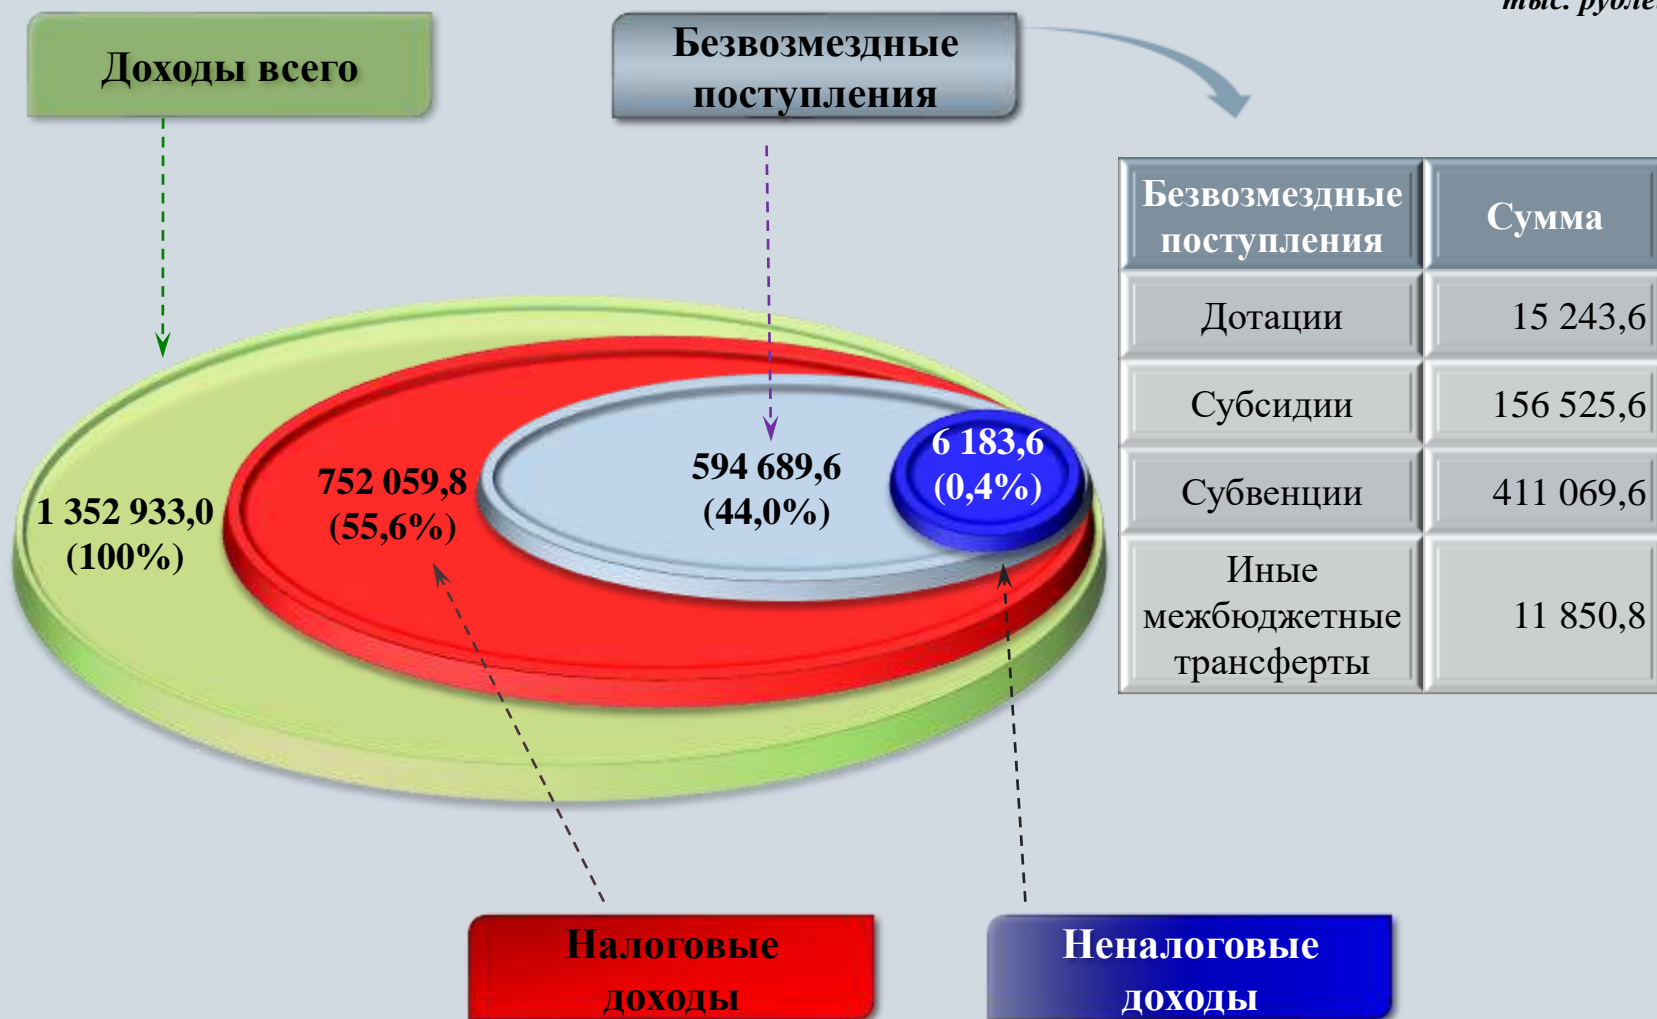 тыс. рубле
Доходы всего
Безвозмездные
поступления
Безвозмездные
поступления
Сумма
Дотации
15 243,6
Субсидии
156 525,6
Субвенции
411 069,6
Иные
межбюджетные
трансферты
11 850,8
1 352 933,0
(100%)
752 059,8
(55,6%)
594 689,6
(44,0%)
6 183,6
(0,4%)
Налоговые
доходы
Неналоговые
доходы